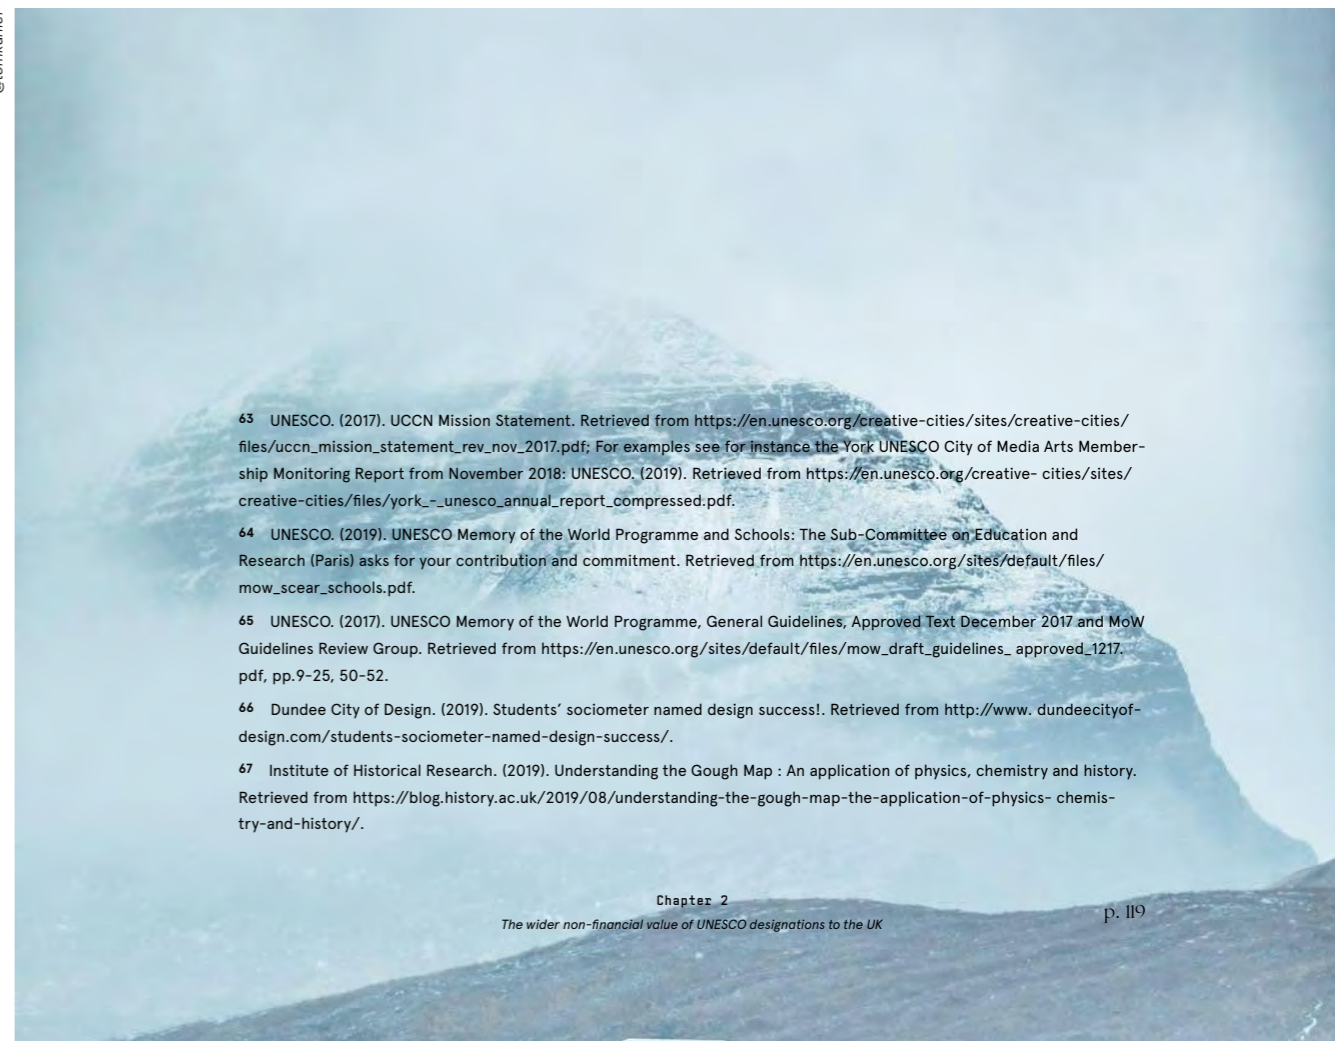 63 UNESCO. (2017). UCCN Mission Statement. Retrieved from https://en.unesco.org/creative-cities/sites/creative-cities/
files/uccn_mission_statement_rev_nov_2017.pdf; For examples see for instance the York UNESCO City of Media Arts Member-
ship Monitoring Report from November 2018: UNESCO. (2019). Retrieved from https://en.unesco.org/creative- cities/sites/
creative-cities/files/york_-_unesco_annual_report_compressed.pdf.
64 UNESCO. (2019). UNESCO Memory of the World Programme and Schools: The Sub-Committee on Education and
Research (Paris) asks for your contribution and commitment. Retrieved from https://en.unesco.org/sites/default/files/
mow_scear_schools.pdf.
65 UNESCO. (2017). UNESCO Memory of the World Programme, General Guidelines, Approved Text December 2017 and MoW
Guidelines Review Group. Retrieved from https://en.unesco.org/sites/default/files/mow_draft_guidelines_ approved_1217.
pdf, pp.9-25, 50-52.
66 Dundee City of Design. (2019). Students’ sociometer named design success!. Retrieved from http://www. dundeecityof-
design.com/students-sociometer-named-design-success/.
67 Institute of Historical Research. (2019). Understanding the Gough Map : An application of physics, chemistry and history.
Retrieved from https://blog.history.ac.uk/2019/08/understanding-the-gough-map-the-application-of-physics- chemis-
try-and-history/.
Chapter 2
The wider non-financial value of UNESCO designations to the UK
p. 119